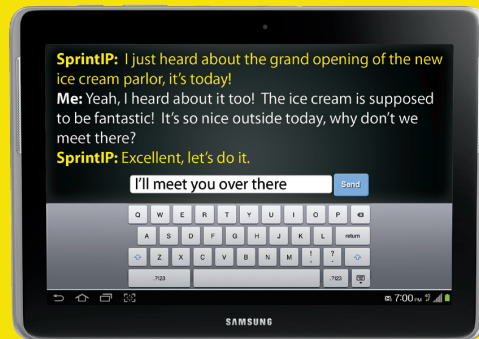 SprintIP: I just heard about the grand opening of the new
ice cream parlor, it's today!
Me: Yeah, I heard about it too! The ice cream is supposed
to be fantastic! It's so nice outside today, why don't we
meet there?
SprintIP: Excellent, let's do it.
I'll meet you over there Send
Q W E R T Y U I O P
A S D F G H J K L return
Z X C V B N M ! , ? .
.?123 .?123
7:00 PM
SAMSUNG